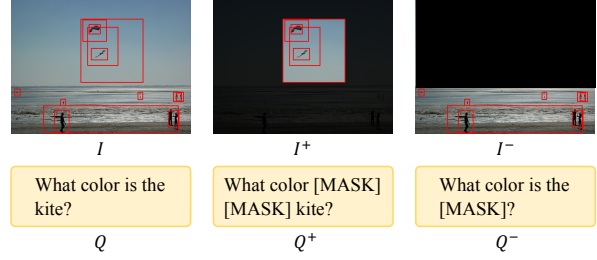 I
I⁺
I⁻
What color is the
kite?
What color [MASK]
[MASK] kite?
What color is the
[MASK]?
Q
Q⁺
Q⁻